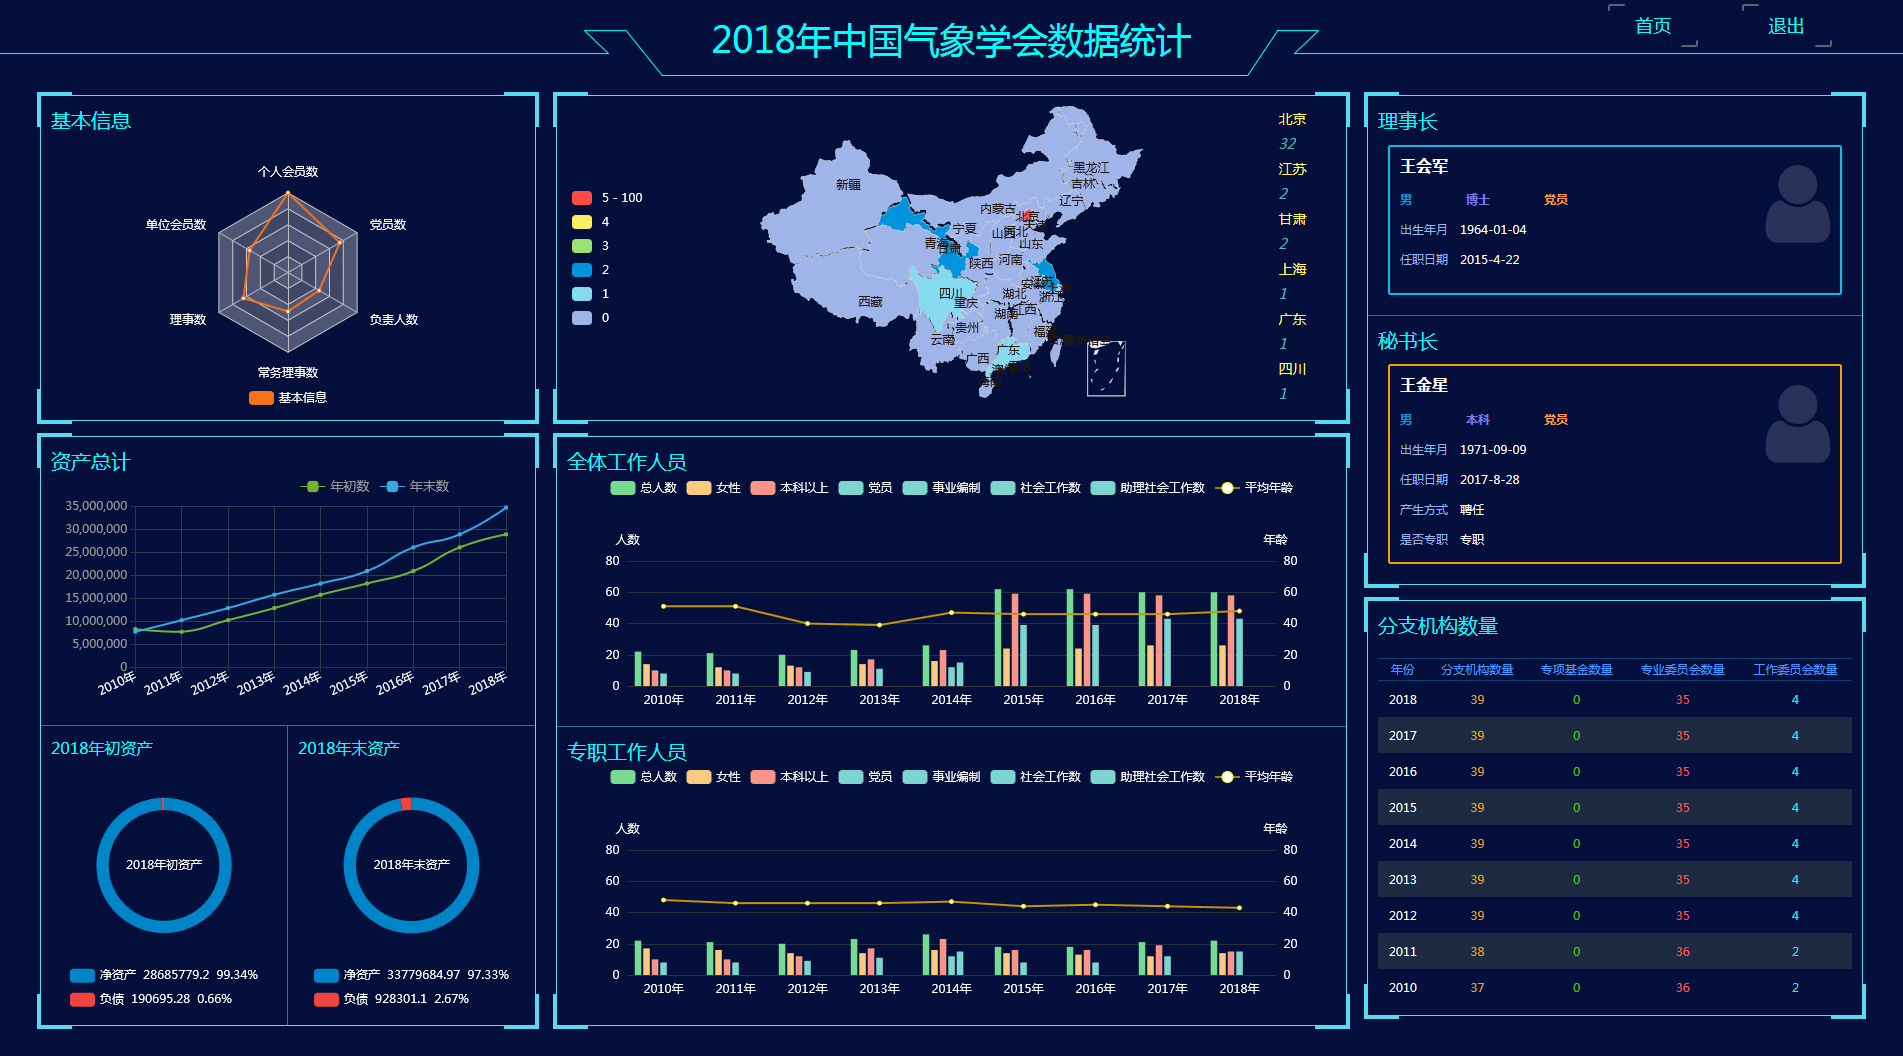 2018年中国气象学会数据统计
首页
退出
基本信息
个人会员数
单位会员数
党员数
理事数
负责人数
常务理事数
基本信息
5 - 100
4
3
2
1
0
新疆
西藏
青海
甘肃
宁夏
内蒙古
黑龙江
吉林
辽宁
北京
天津
河北
山西
山东
河南
陕西
四川
重庆
湖北
湖南
江西
浙江
贵州
云南
广西
广东
福建
北京
32
江苏
2
甘肃
2
上海
1
广东
1
四川
1
理事长
王会军
男 博士 党员
出生年月 1964-01-04
任职日期 2015-4-22
秘书长
王金星
男 本科 党员
出生年月 1971-09-09
任职日期 2017-8-28
产生方式 聘任
是否专职 专职
资产总计
年初数 年末数
35,000,000
30,000,000
25,000,000
20,000,000
15,000,000
10,000,000
5,000,000
0
2010年 2011年 2012年 2013年 2014年 2015年 2016年 2017年 2018年
2018年初资产
2018年初资产
净资产 28685779.2 99.34%
负债 190695.28 0.66%
2018年末资产
2018年末资产
净资产 33779684.97 97.33%
负债 928301.1 2.67%
全体工作人员
总人数 女性 本科以上 党员 事业编制 社会工作数 助理社会工作数 平均年龄
人数 年龄
80 80
60 60
40 40
20 20
0 0
2010年 2011年 2012年 2013年 2014年 2015年 2016年 2017年 2018年
专职工作人员
总人数 女性 本科以上 党员 事业编制 社会工作数 助理社会工作数 平均年龄
人数 年龄
80 80
60 60
40 40
20 20
0 0
2010年 2011年 2012年 2013年 2014年 2015年 2016年 2017年 2018年
分支机构数量
年份 分支机构数量 专项基金数量 专业委员会数量 工作委员会数量
2018 39 0 35 4
2017 39 0 35 4
2016 39 0 35 4
2015 39 0 35 4
2014 39 0 35 4
2013 39 0 35 4
2012 39 0 35 4
2011 38 0 36 2
2010 37 0 36 2